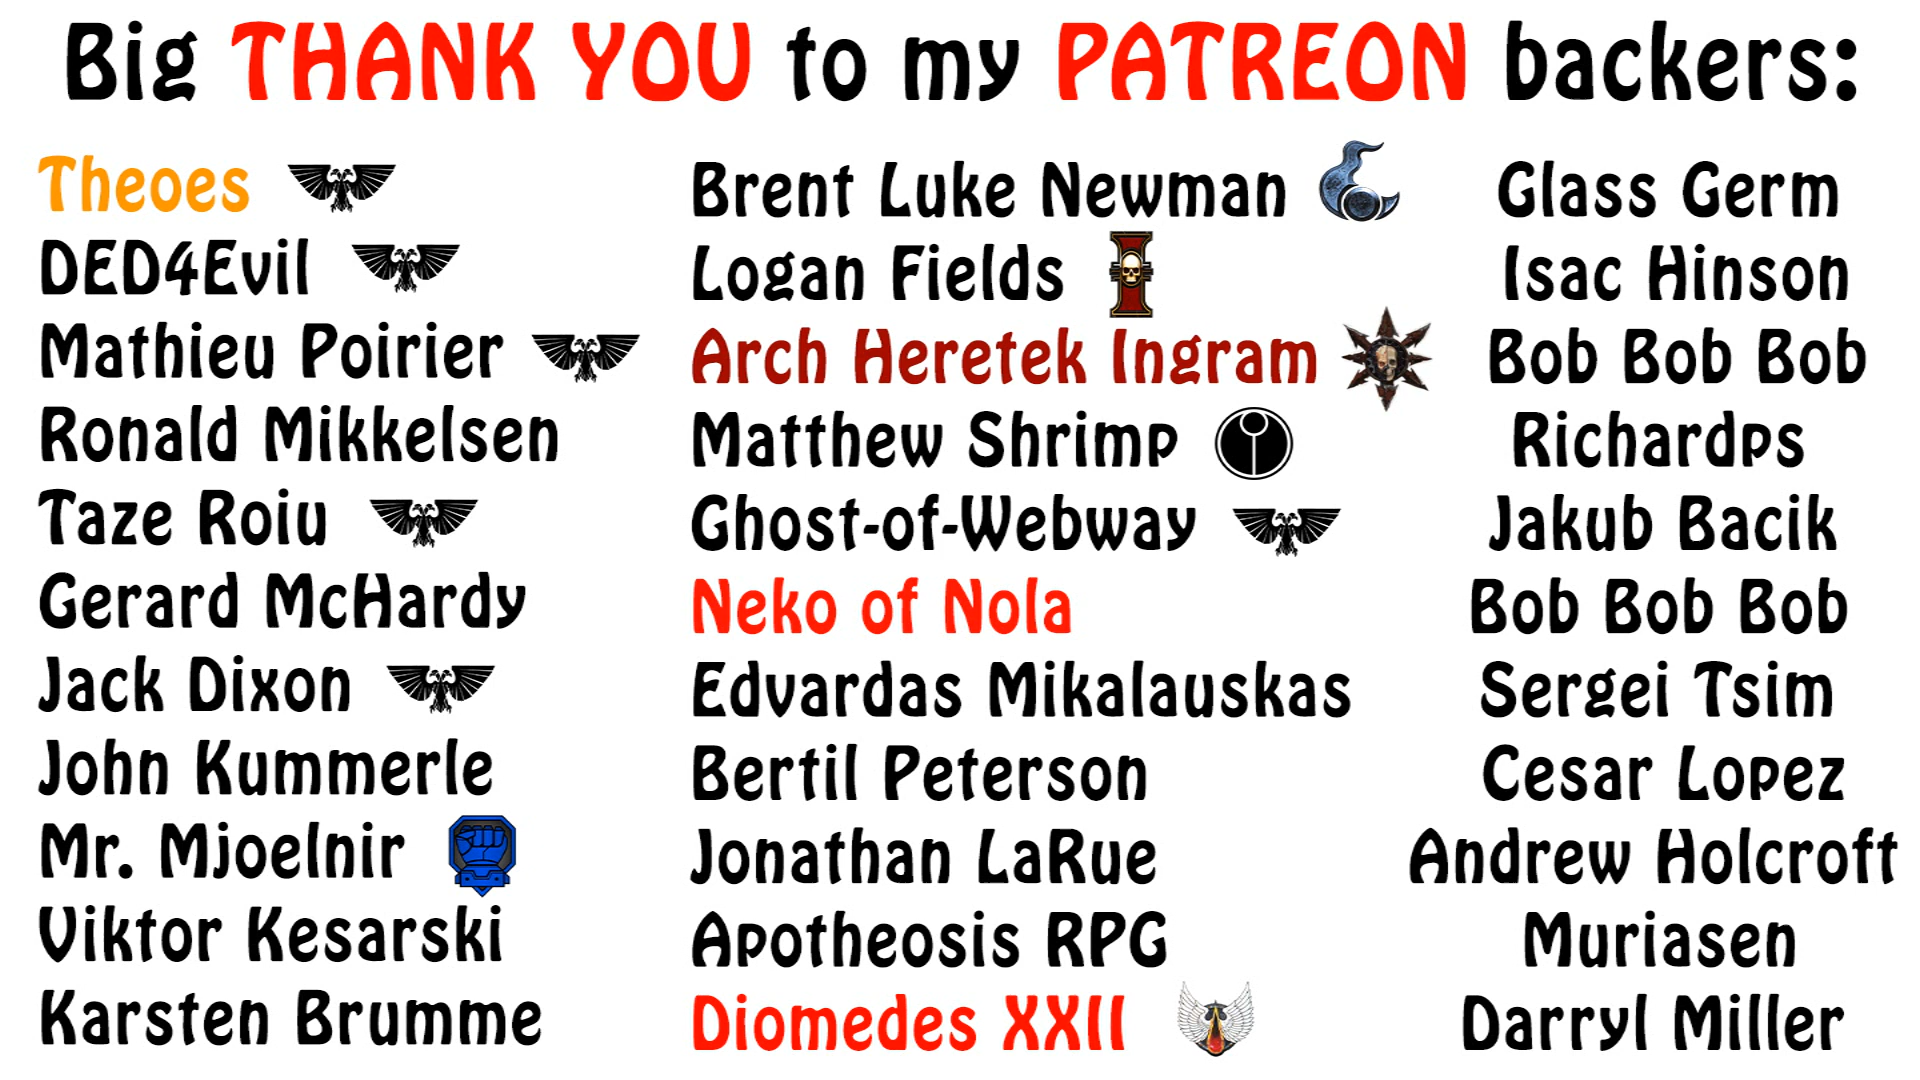 Big THANK YOU to my PATREON backers:
Theoes
DED4Evil
Mathieu Poirier
Ronald Mikkelsen
Taze Roiu
Gerard McHardy
Jack Dixon
John Kummerle
Mr. Mjoelnir
Viktor Kesarski
Karsten Brumme
Brent Luke Newman
Logan Fields
Arch Heretek Ingram
Matthew Shrimp
Ghost-of-Webway
Neko of Nola
Edvardas Mikalauskas
Bertil Peterson
Jonathan LaRue
Apotheosis RPG
Diomedes XXII
Glass Germ
Isac Hinson
Bob Bob Bob
Richardps
Jakub Bacik
Bob Bob Bob
Sergei Tsim
Cesar Lopez
Andrew Holcroft
Muriasen
Darryl Miller